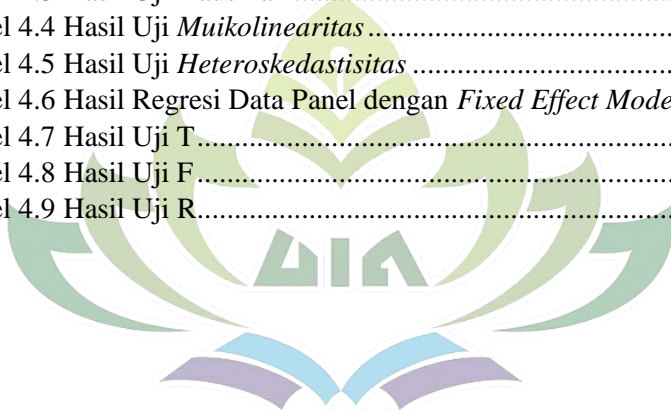 el 4.4 Hasil Uji Muikolinearitas........................................................
el 4.5 Hasil Uji Heteroskedastisitas................................................
el 4.6 Hasil Regresi Data Panel dengan Fixed Effect Mode
el 4.7 Hasil Uji T................................................................................
el 4.8 Hasil Uji F................................................................................
el 4.9 Hasil Uji R................................................................................
UIN